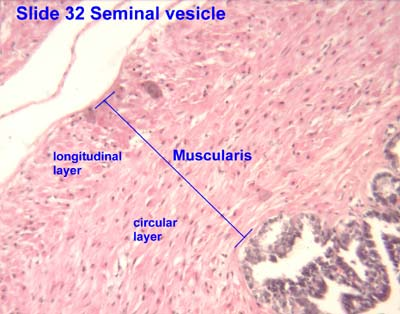 Slide 32 Seminal vesicle
longitudinal
layer
Muscularis
circular
layer